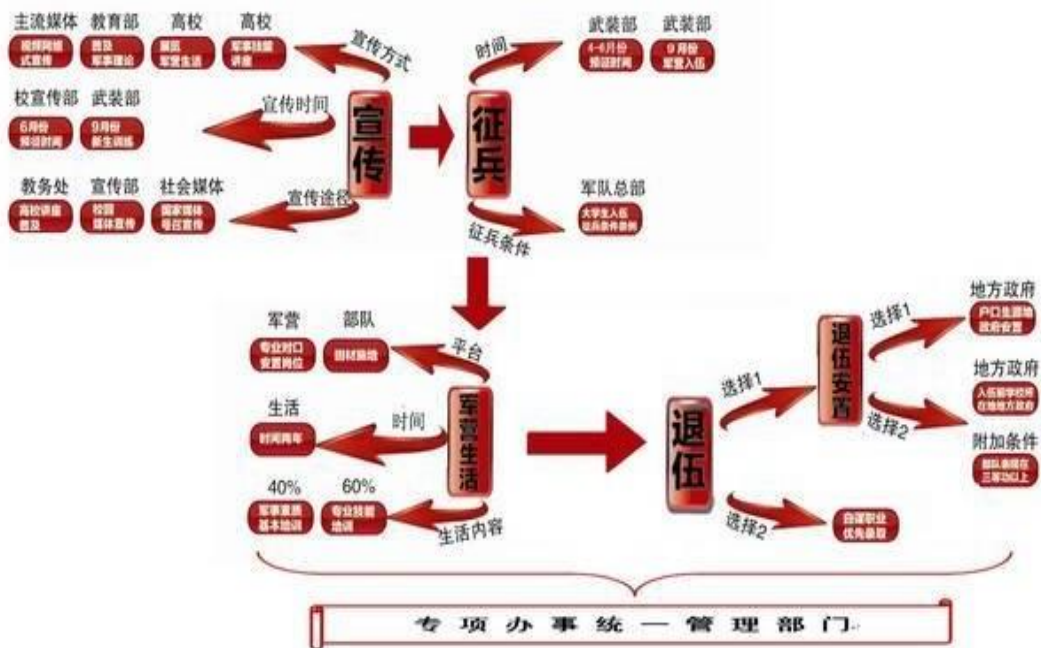 主流媒体 教育部 高校 高校
视频网络 普及 展览 军事技能
式宣传 军事理论 军营生活 讲座
宣传方式
校宣传部 武装部
6月份 9月份
预征时间 新生训练
宣传时间
宣传
教务处 宣传部 社会媒体
高校讲座 校园 国家媒体
普及 媒体宣传 号召宣传
宣传途径
时间
武装部 武装部
4-6月份 9月份
预征时间 军营入伍
征兵
军队总部
大学生入伍
征兵条件条例
征兵条件
军营 部队
专业对口 因材施培
安置岗位
平台
生活
时间两年
时间
军营生活
40% 60%
军事素质 专业技能
基本培训 培训
生活内容
退伍
选择1
退伍安置
选择1
地方政府
户口生源地
政府安置
选择2
地方政府
入伍前学校所
在地地方政府
附加条件
三等功以上
选择2
自谋职业
优先录取
专项办事统一管理部门